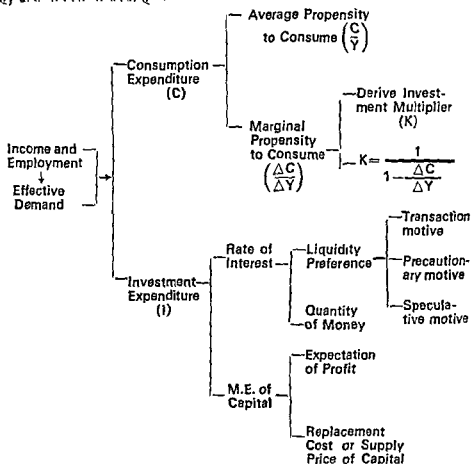 Average Propensity
to Consume (C/Y)
Consumption
Expenditure
(C)
Marginal
Propensity
to Consume
(ΔC/ΔY)
Derive Invest-
ment Multiplier
(K)
K = 1 / 1 - ΔC/ΔY
Income and
Employment
↓
Effective
Demand
Investment
Expenditure
(I)
Rate of
Interest
Liquidity
Preference
Transaction
motive
Precaution-
ary motive
Specula-
tive motive
Quantity
of Money
M.E. of
Capital
Expectation
of Profit
Replacement
Cost or Supply
Price of Capital